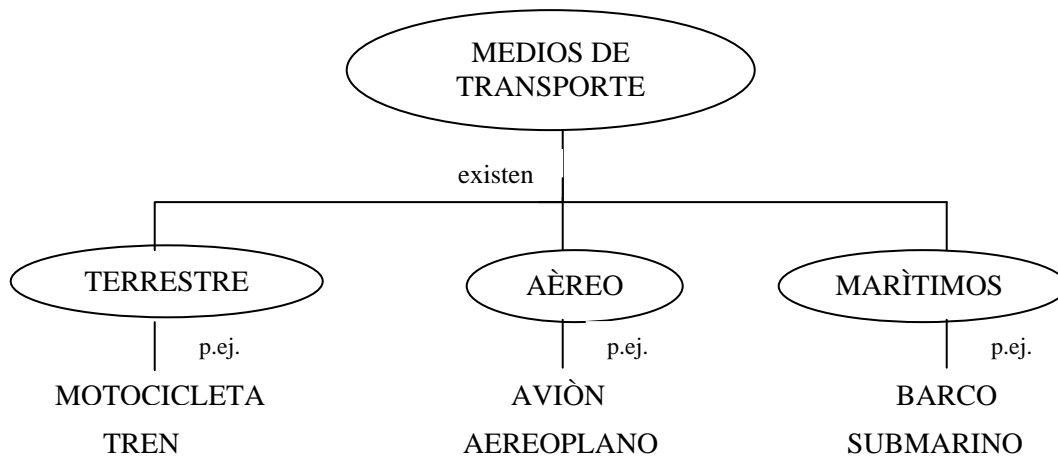 MEDIOS DE
TRANSPORTE
existen
TERRESTRE
AÈREO
MARÌTIMOS
p.ej.
p.ej.
p.ej.
MOTOCICLETA
AVIÒN
BARCO
TREN
AEREOPLANO
SUBMARINO